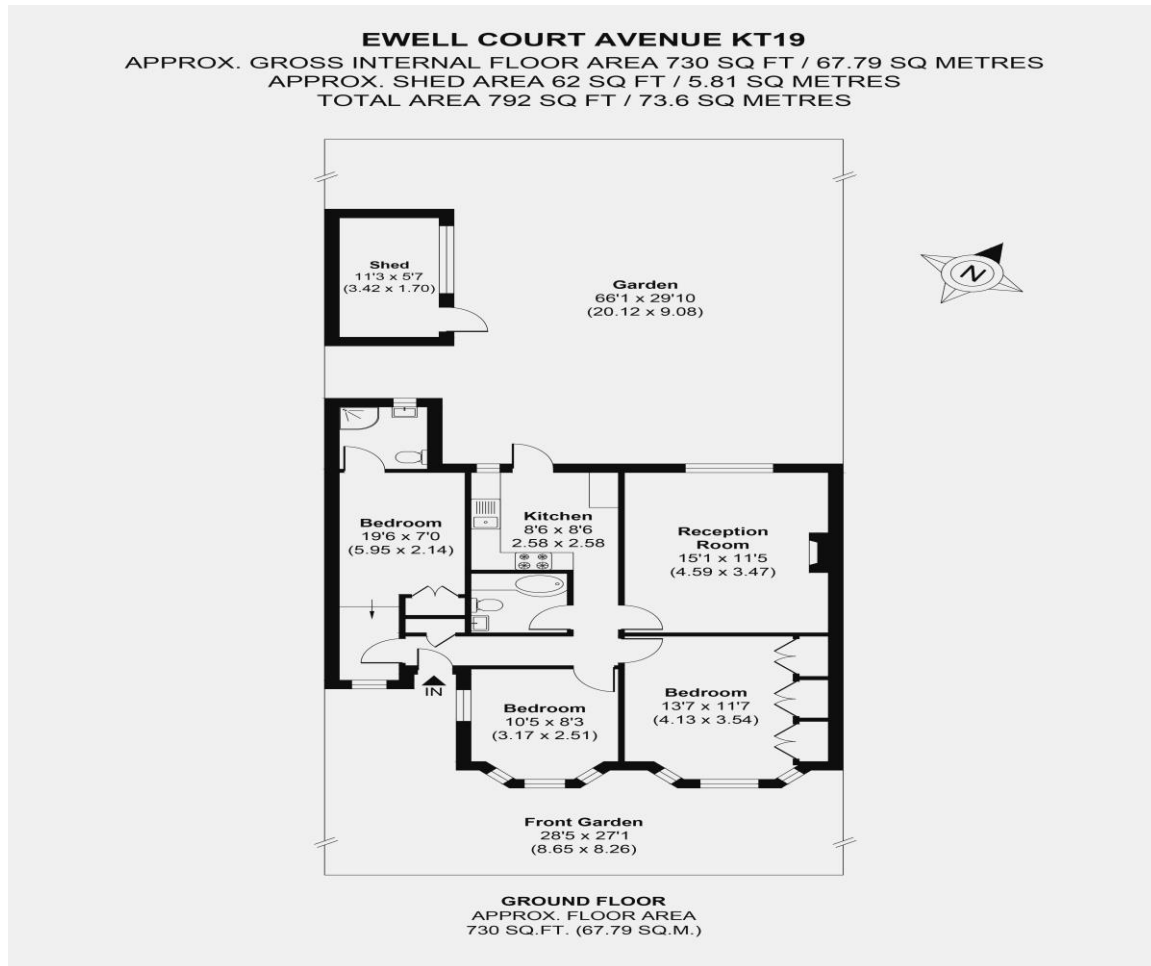 EWELL COURT AVENUE KT19
APPROX. GROSS INTERNAL FLOOR AREA 730 SQ FT / 67.79 SQ METRES
APPROX. SHED AREA 62 SQ FT / 5.81 SQ METRES
TOTAL AREA 792 SQ FT / 73.6 SQ METRES
Shed
11'3 x 5'7
(3.42 x 1.70)
Garden
66'1 x 29'10
(20.12 x 9.08)
N
Bedroom
19'6 x 7'0
(5.95 x 2.14)
Kitchen
8'6 x 8'6
2.58 x 2.58
Reception
Room
15'1 x 11'5
(4.59 x 3.47)
IN
Bedroom
10'5 x 8'3
(3.17 x 2.51)
Bedroom
13'7 x 11'7
(4.13 x 3.54)
Front Garden
28'5 x 27'1
(8.65 x 8.26)
GROUND FLOOR
APPROX. FLOOR AREA
730 SQ.FT. (67.79 SQ.M.)